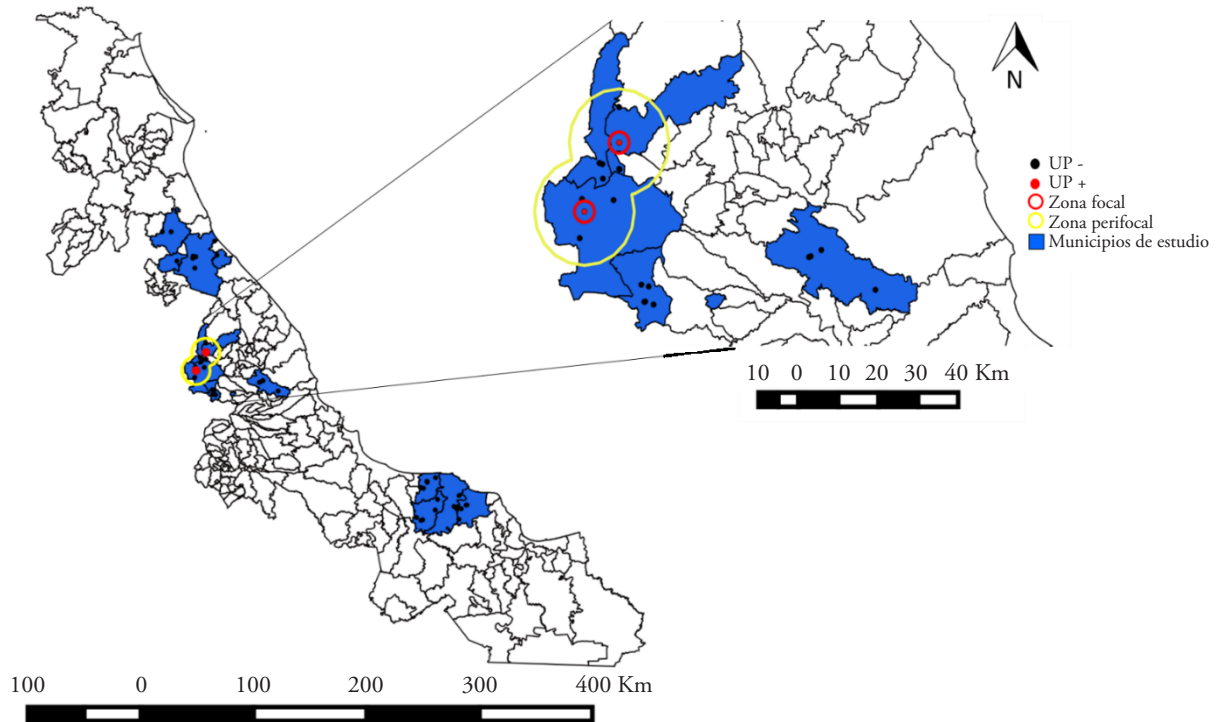 N
UP -
UP +
Zona focal
Zona perifocal
Municipios de estudio
10 0 10 20 30 40 Km
100 0 100 200 300 400 Km